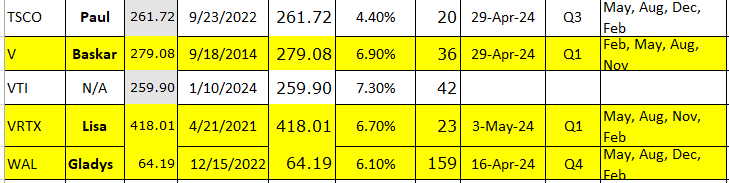 TSCO Paul 261.72 9/23/2022 261.72 4.40% 20 29-Apr-24 Q3 May, Aug, Dec,
Feb
V Baskar 279.08 9/18/2014 279.08 6.90% 36 29-Apr-24 Q1 Feb, May, Aug,
Nov
VTI N/A 259.90 1/10/2024 259.90 7.30% 42
VRTX Lisa 418.01 4/21/2021 418.01 6.70% 23 3-May-24 Q1 May, Aug, Nov,
Feb
WAL Gladys 64.19 12/15/2022 64.19 6.10% 159 16-Apr-24 Q4 May, Aug, Dec,
Feb